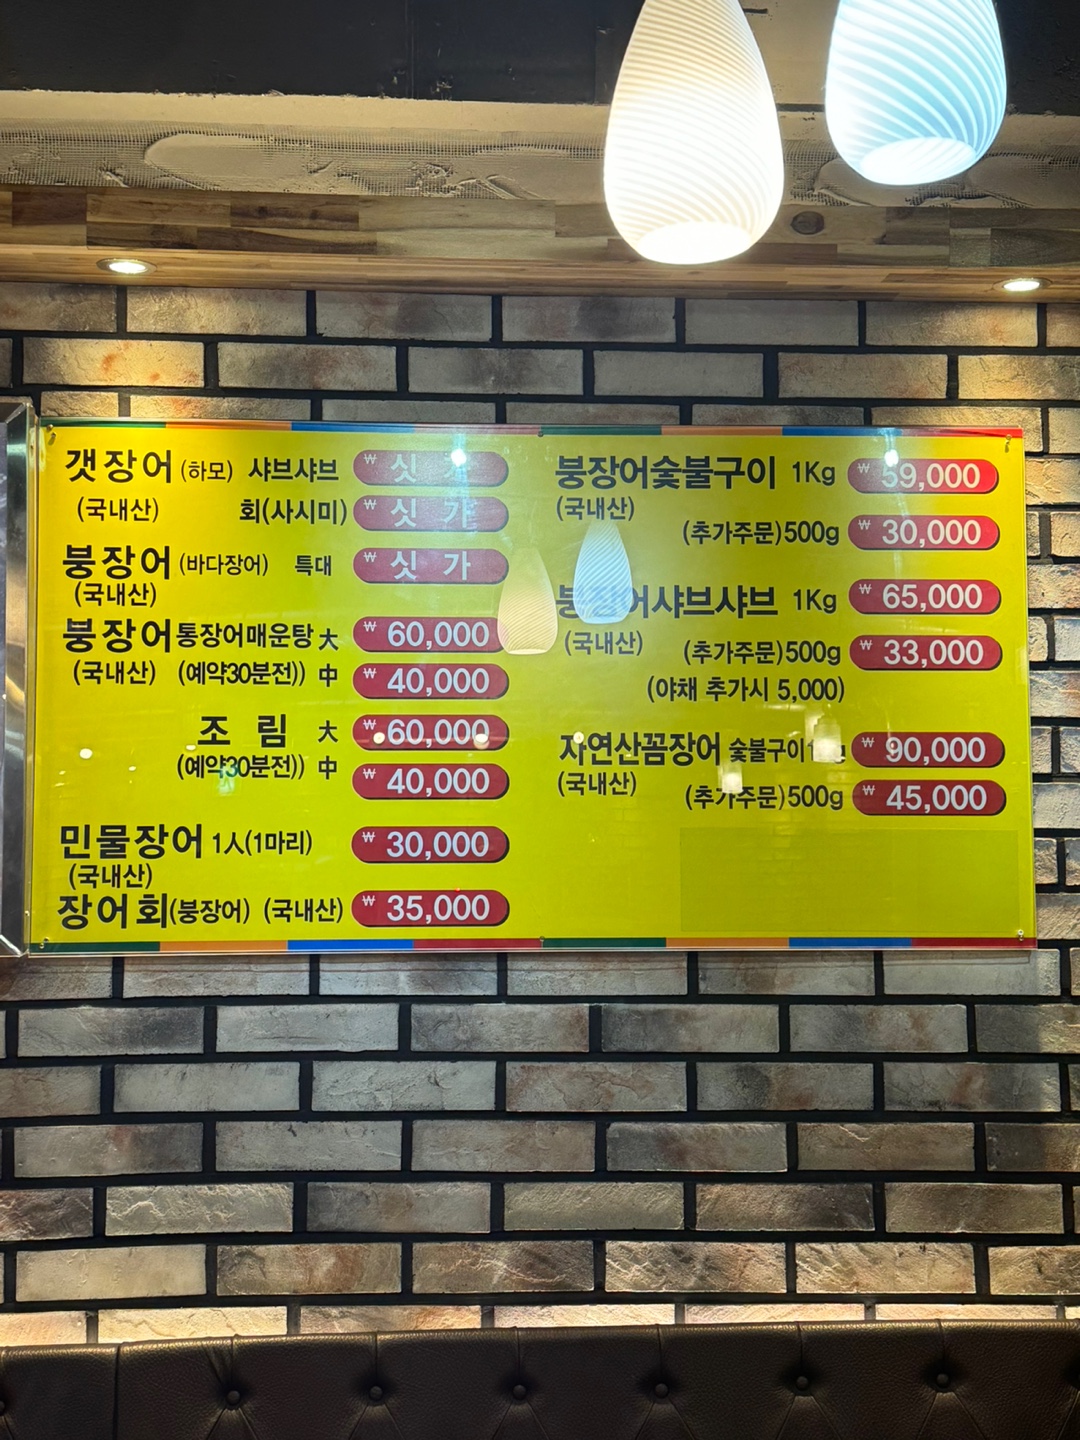 갯장어 (하모) 샤브샤브 ₩ 싯가
(국내산) 회(사시미) ₩ 싯 가
붕장어 (바다장어) 특대 ₩ 싯 가
(국내산)
붕장어 통장어매운탕 大 ₩ 60,000
(국내산) (예약30분전)) 中 ₩ 40,000
조 림 大 ₩ 60,000
(예약30분전)) 中 ₩ 40,000
민물장어 1人(1마리) ₩ 30,000
(국내산)
장어회(붕장어) (국내산) ₩ 35,000
붕장어숯불구이 1Kg ₩ 59,000
(국내산)
(추가주문)500g ₩ 30,000
붕장어샤브샤브 1Kg ₩ 65,000
(국내산) (추가주문)500g ₩ 33,000
(야채 추가시 5,000)
자연산꼼장어 숯불구이 ₩ 90,000
(국내산) (추가주문)500g ₩ 45,000